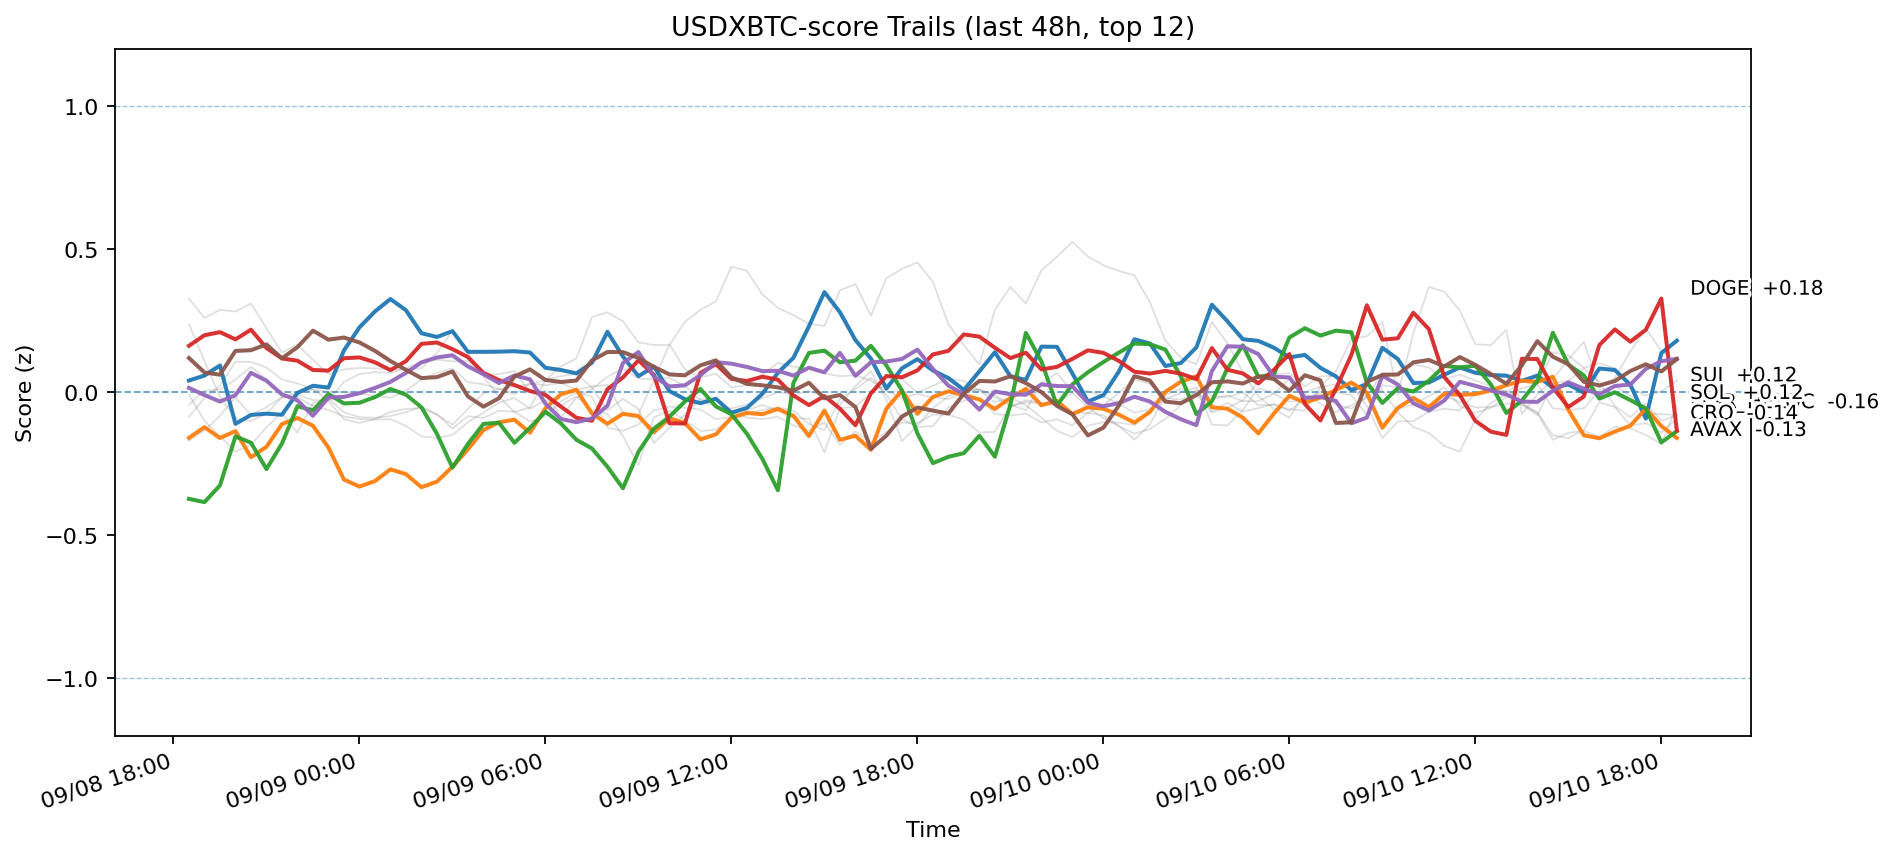 USDXBTC-score Trails (last 48h, top 12)
Score (z)
1.0
0.5
0.0
−0.5
−1.0
DOGE +0.18
SUI +0.12
SOL +0.12
-0.16
CRO -0.14
AVAX -0.13
09/08 18:00
09/09 00:00
09/09 06:00
09/09 12:00
09/09 18:00
09/10 00:00
09/10 06:00
09/10 12:00
09/10 18:00
Time